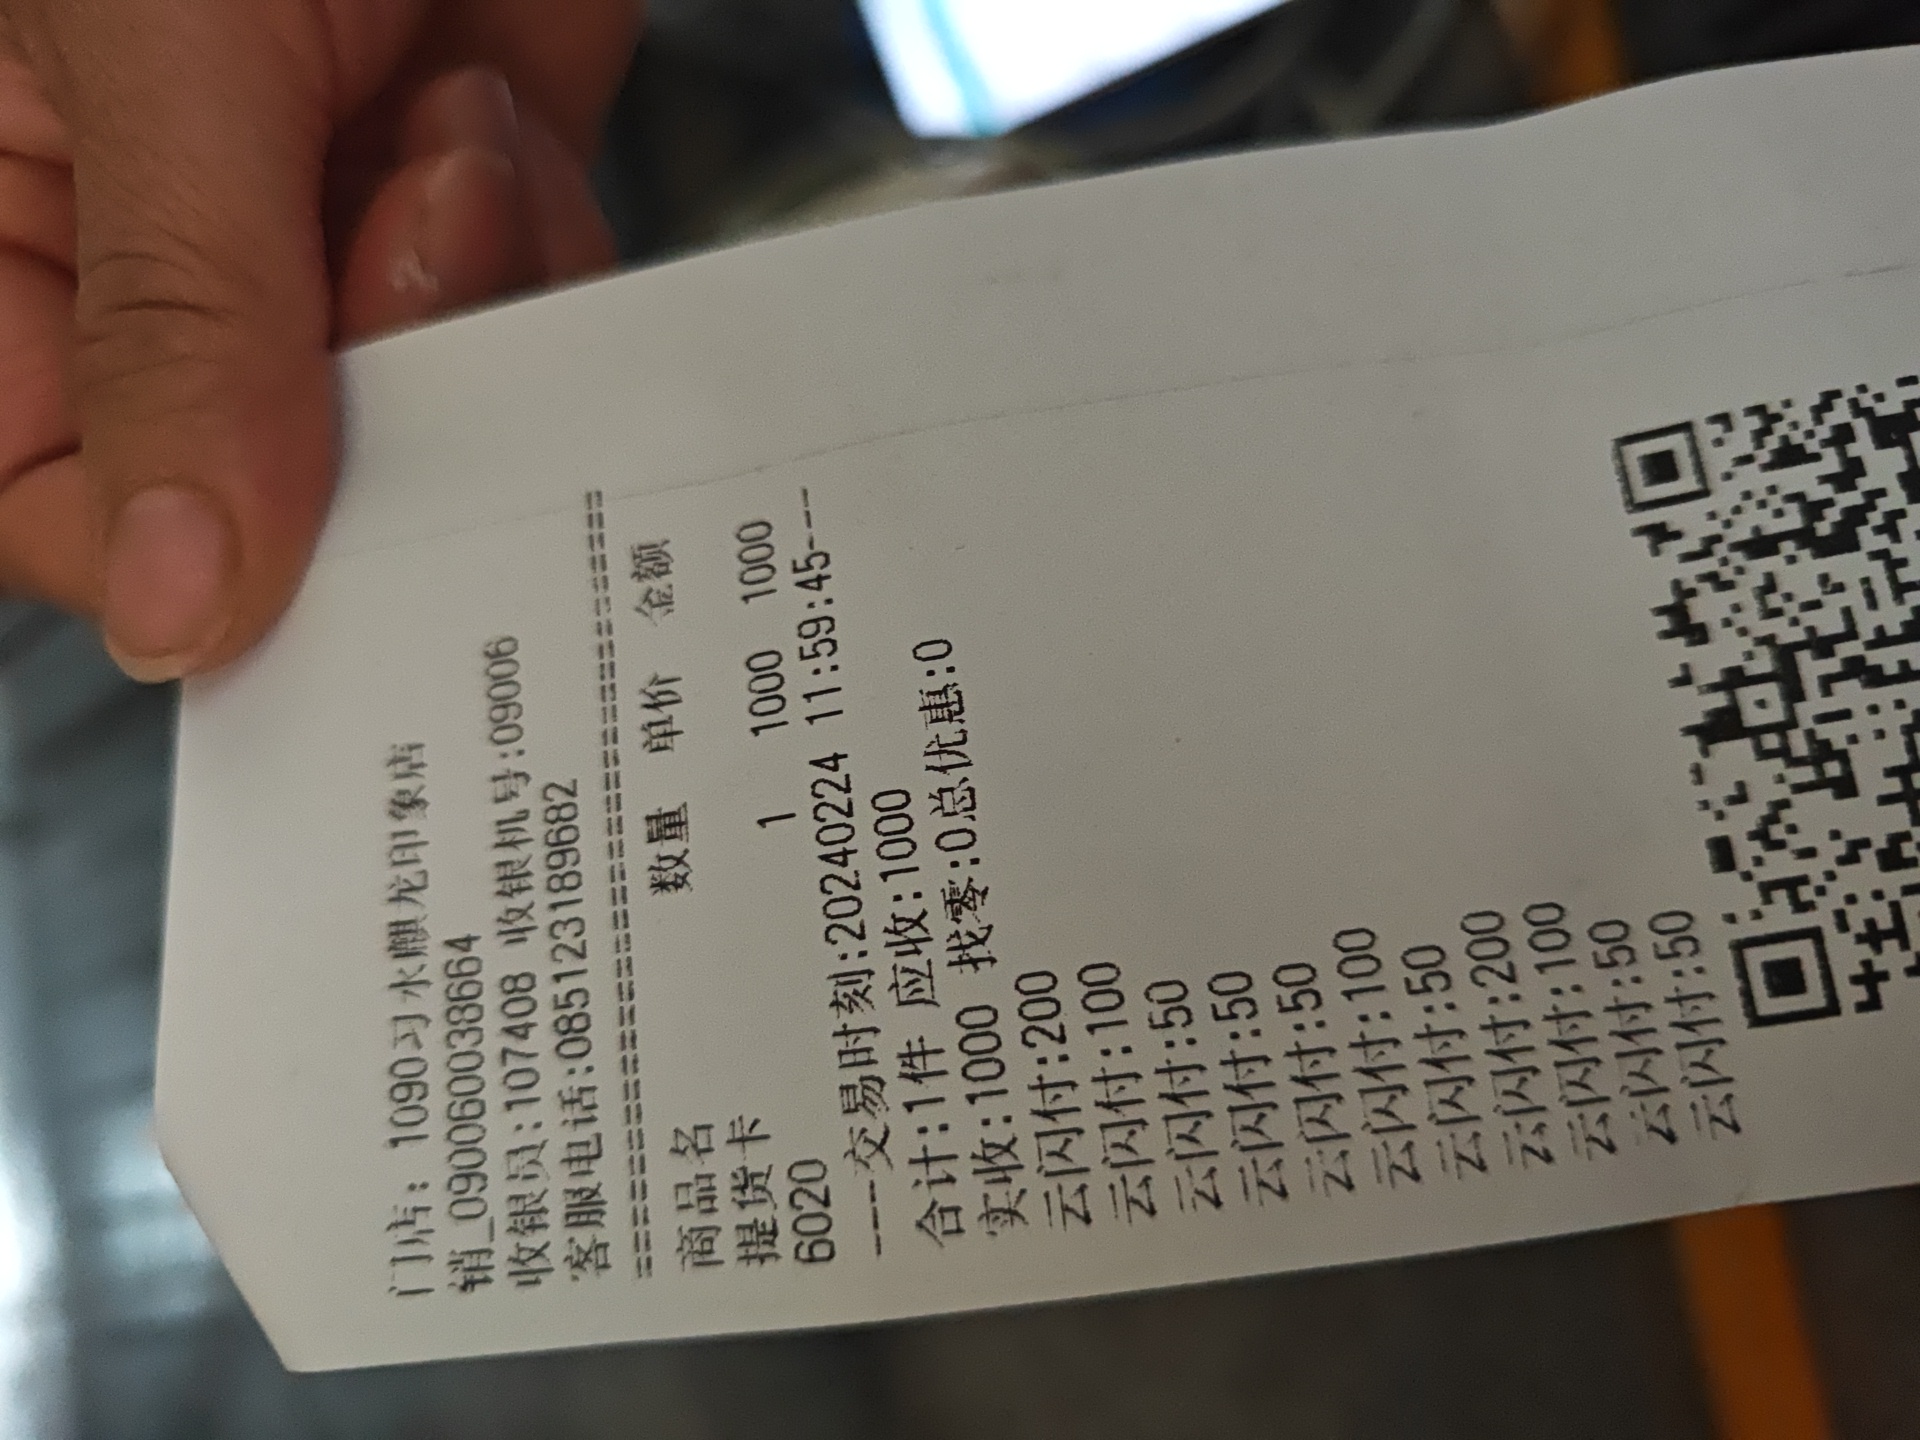 门店: 1090习水麒龙印象店
销_090060038664
收银员:107408 收银机号:09006
客服电话:085123189682
========================================
商品名 数量 单价 金额
提货卡
6020 1 1000 1000
----交易时刻:20240224 11:59:45---
合计:1件 应收:1000
实收:1000 找零:0总优惠:0
云闪付:200
云闪付:100
云闪付:50
云闪付:50
云闪付:50
云闪付:100
云闪付:50
云闪付:200
云闪付:100
云闪付:50
云闪付:50